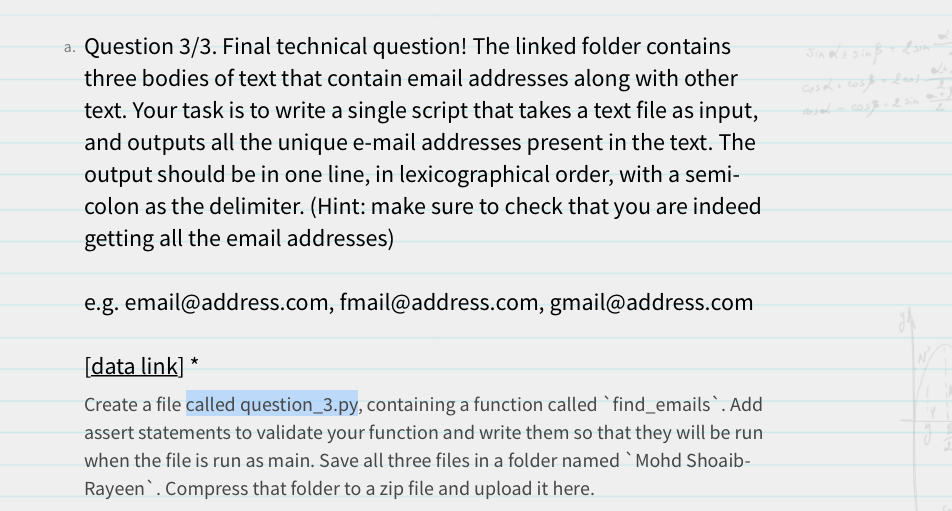 a. Question 3/3. Final technical question! The linked folder contains
three bodies of text that contain email addresses along with other
text. Your task is to write a single script that takes a text file as input,
and outputs all the unique e-mail addresses present in the text. The
output should be in one line, in lexicographical order, with a semi-
colon as the delimiter. (Hint: make sure to check that you are indeed
getting all the email addresses)
e.g. email@address.com, fmail@address.com, gmail@address.com
[data link] *
Create a file called question_3.py, containing a function called `find_emails`. Add
assert statements to validate your function and write them so that they will be run
when the file is run as main. Save all three files in a folder named `Mohd Shoaib-
Rayeen`. Compress that folder to a zip file and upload it here.